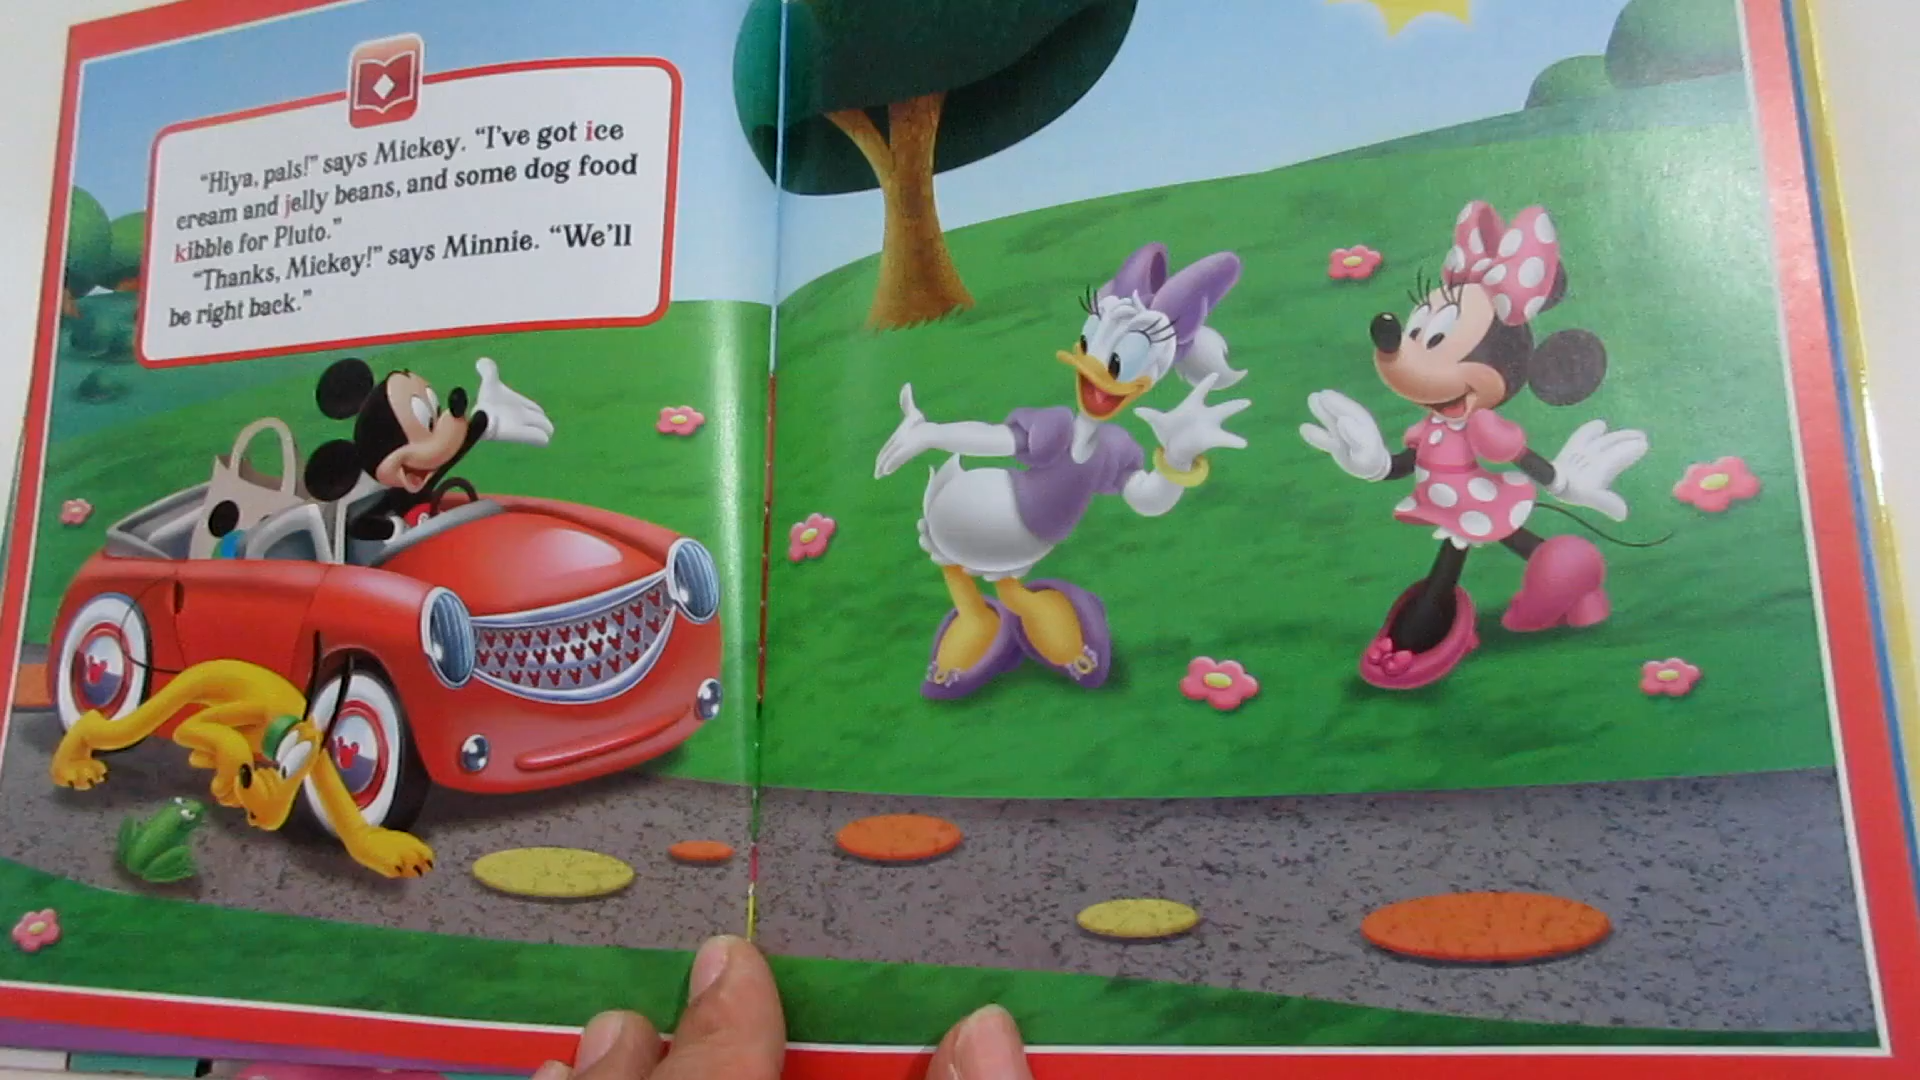 “Hiya, pals!” says Mickey. “I’ve got ice
cream and jelly beans, and some dog food
kibble for Pluto.”
“Thanks, Mickey!” says Minnie. “We’ll
be right back.”